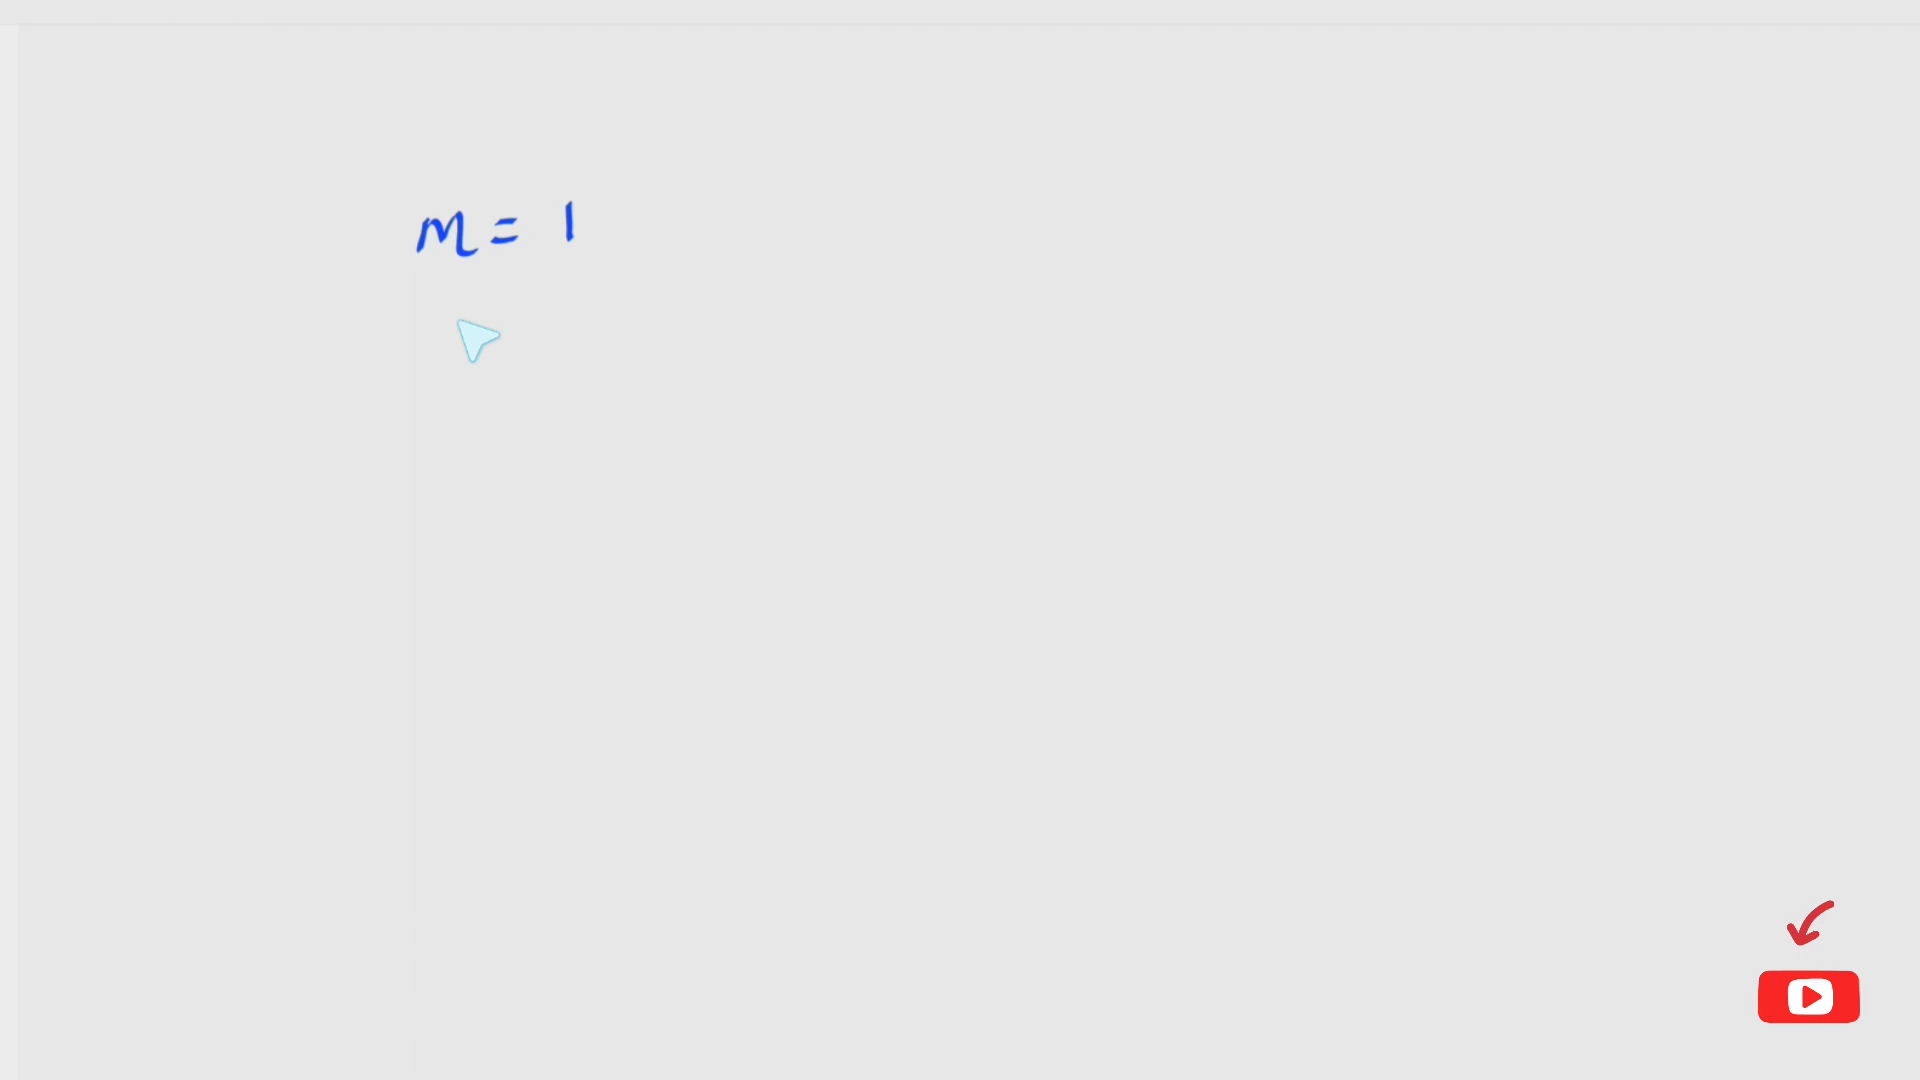 m = 1